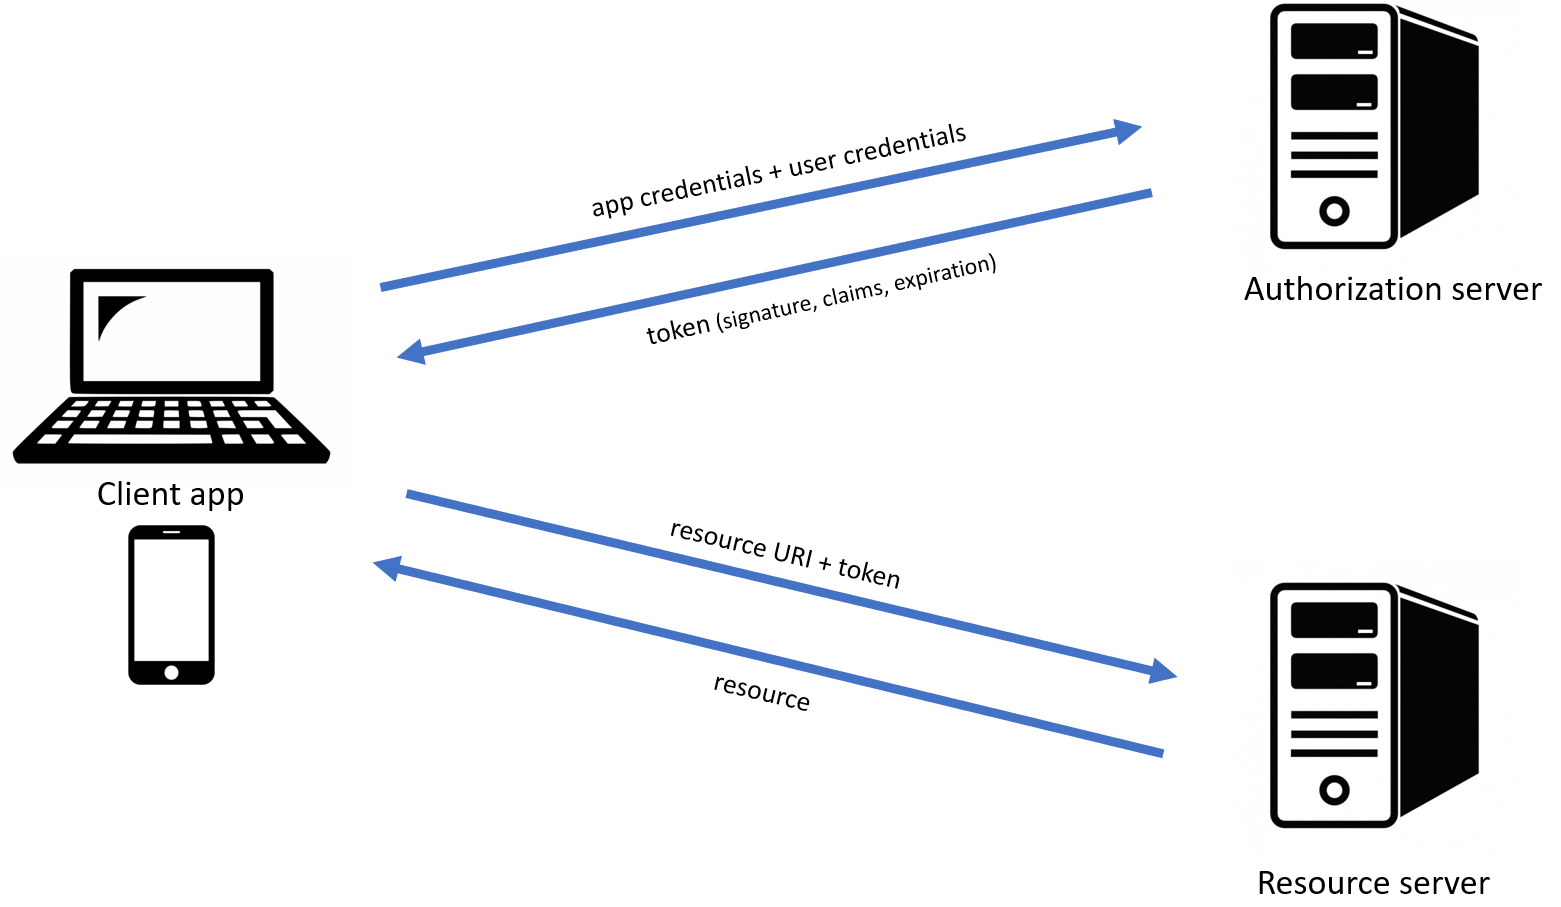 app credentials + user credentials
token (signature, claims, expiration)
Authorization server
Client app
resource URI + token
resource
Resource server